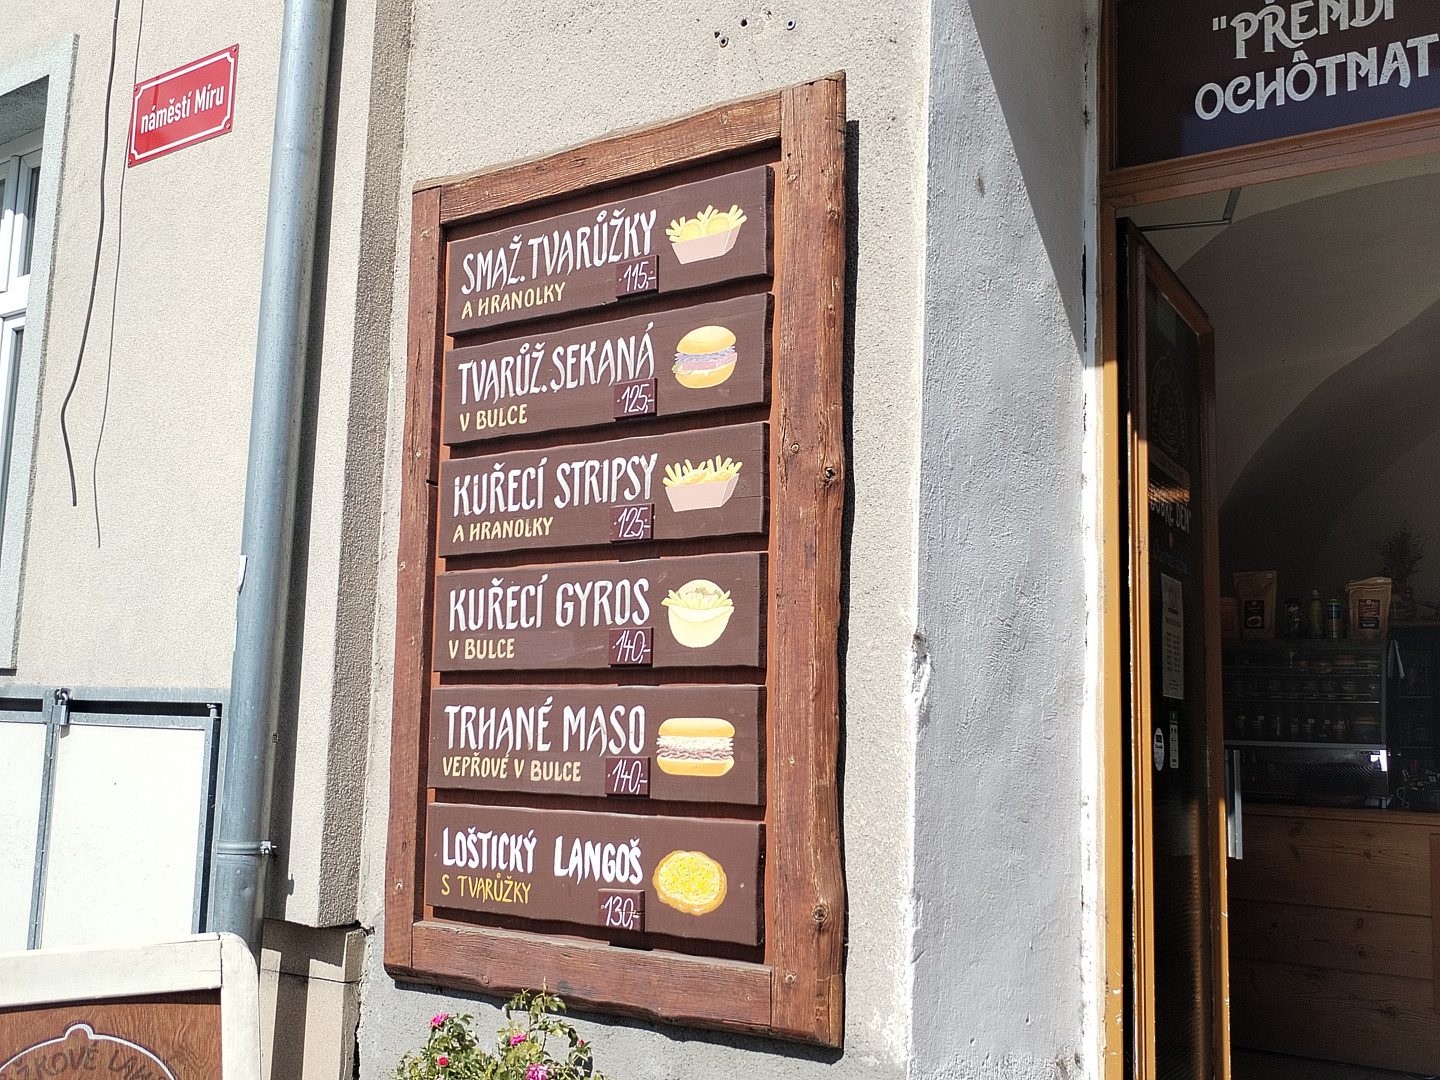 náměstí Míru
"PŘENDI
OCHÔTNAT
SMAŽ. TVARŮŽKY
A HRANOLKY
115,-
TVARŮŽ. SEKANÁ
V BULCE
125,-
KUŘECÍ STRIPSY
A HRANOLKY
125,-
KUŘECÍ GYROS
V BULCE
140,-
TRHANÉ MASO
VEPŘOVÉ V BULCE
140,-
LOŠTICKÝ LANGOŠ
S TVARŮŽKY
130,-